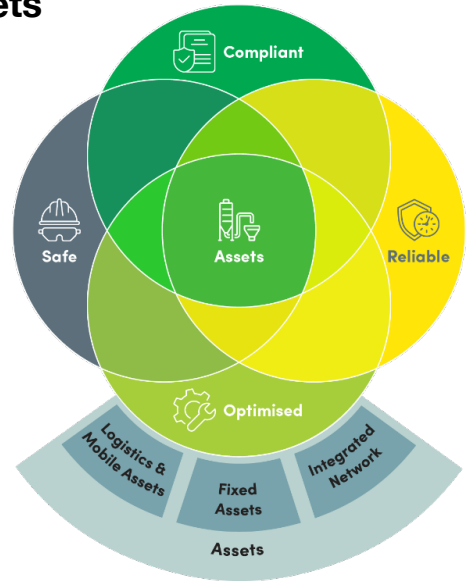 ets
Compliant
Safe
Assets
Reliable
Optimised
Logistics &
Mobile Assets
Fixed
Assets
Integrated
Network
Assets